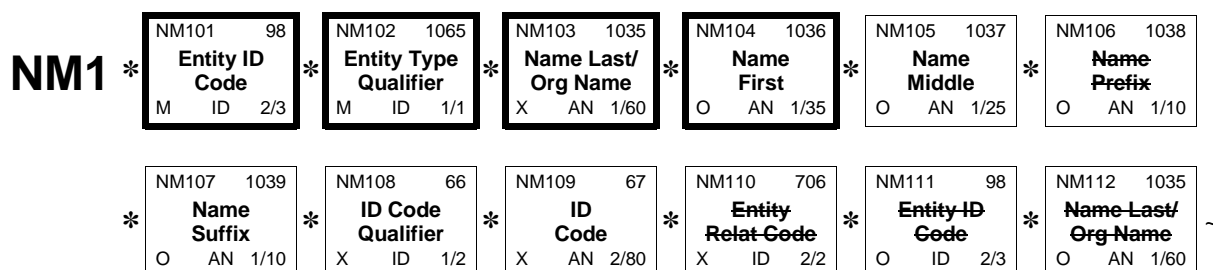 NM101 98 NM102 1065 NM103 1035 NM104 1036 NM105 1037 NM106 1038
NM1 * Entity ID Code * Entity Type Qualifier * Name Last/ Org Name * Name First * Name Middle * Name Prefix
M ID 2/3 M ID 1/1 X AN 1/60 O AN 1/35 O AN 1/25 O AN 1/10
NM107 1039 NM108 66 NM109 67 NM110 706 NM111 98 NM112 1035
* Name Suffix * ID Code Qualifier * ID Code * Entity Relat Code * Entity ID Code * Name Last/ Org Name ~
O AN 1/10 X ID 1/2 X AN 2/80 X ID 2/2 O ID 2/3 O AN 1/60